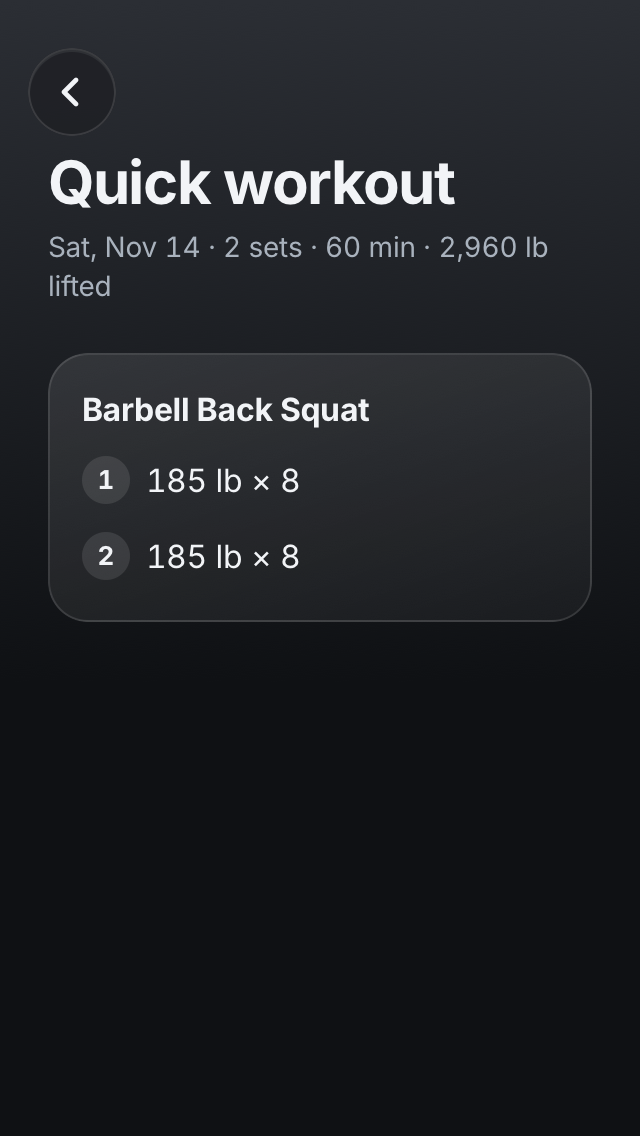 Quick workout
Sat, Nov 14 · 2 sets · 60 min · 2,960 lb
lifted
Barbell Back Squat
1 185 lb × 8
2 185 lb × 8